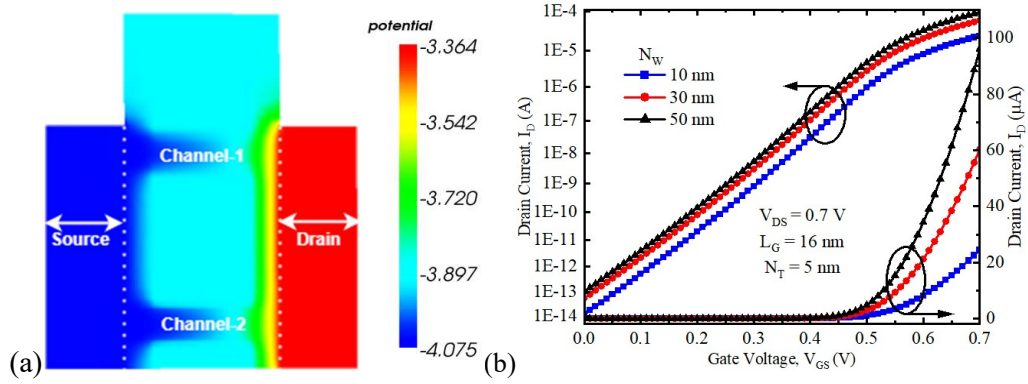 potential
-3.364
-3.542
-3.720
-3.897
-4.075
Channel-1
Source
Drain
Channel-2
(a)
1E-4
1E-5
1E-6
1E-7
1E-8
1E-9
1E-10
1E-11
1E-12
1E-13
1E-14
Drain Current, I_D (A)
N_W
10 nm
30 nm
50 nm
V_DS = 0.7 V
L_G = 16 nm
N_T = 5 nm
100
80
60
40
20
0
Drain Current, I_D (μA)
0.0 0.1 0.2 0.3 0.4 0.5 0.6 0.7
Gate Voltage, V_GS (V)
(b)